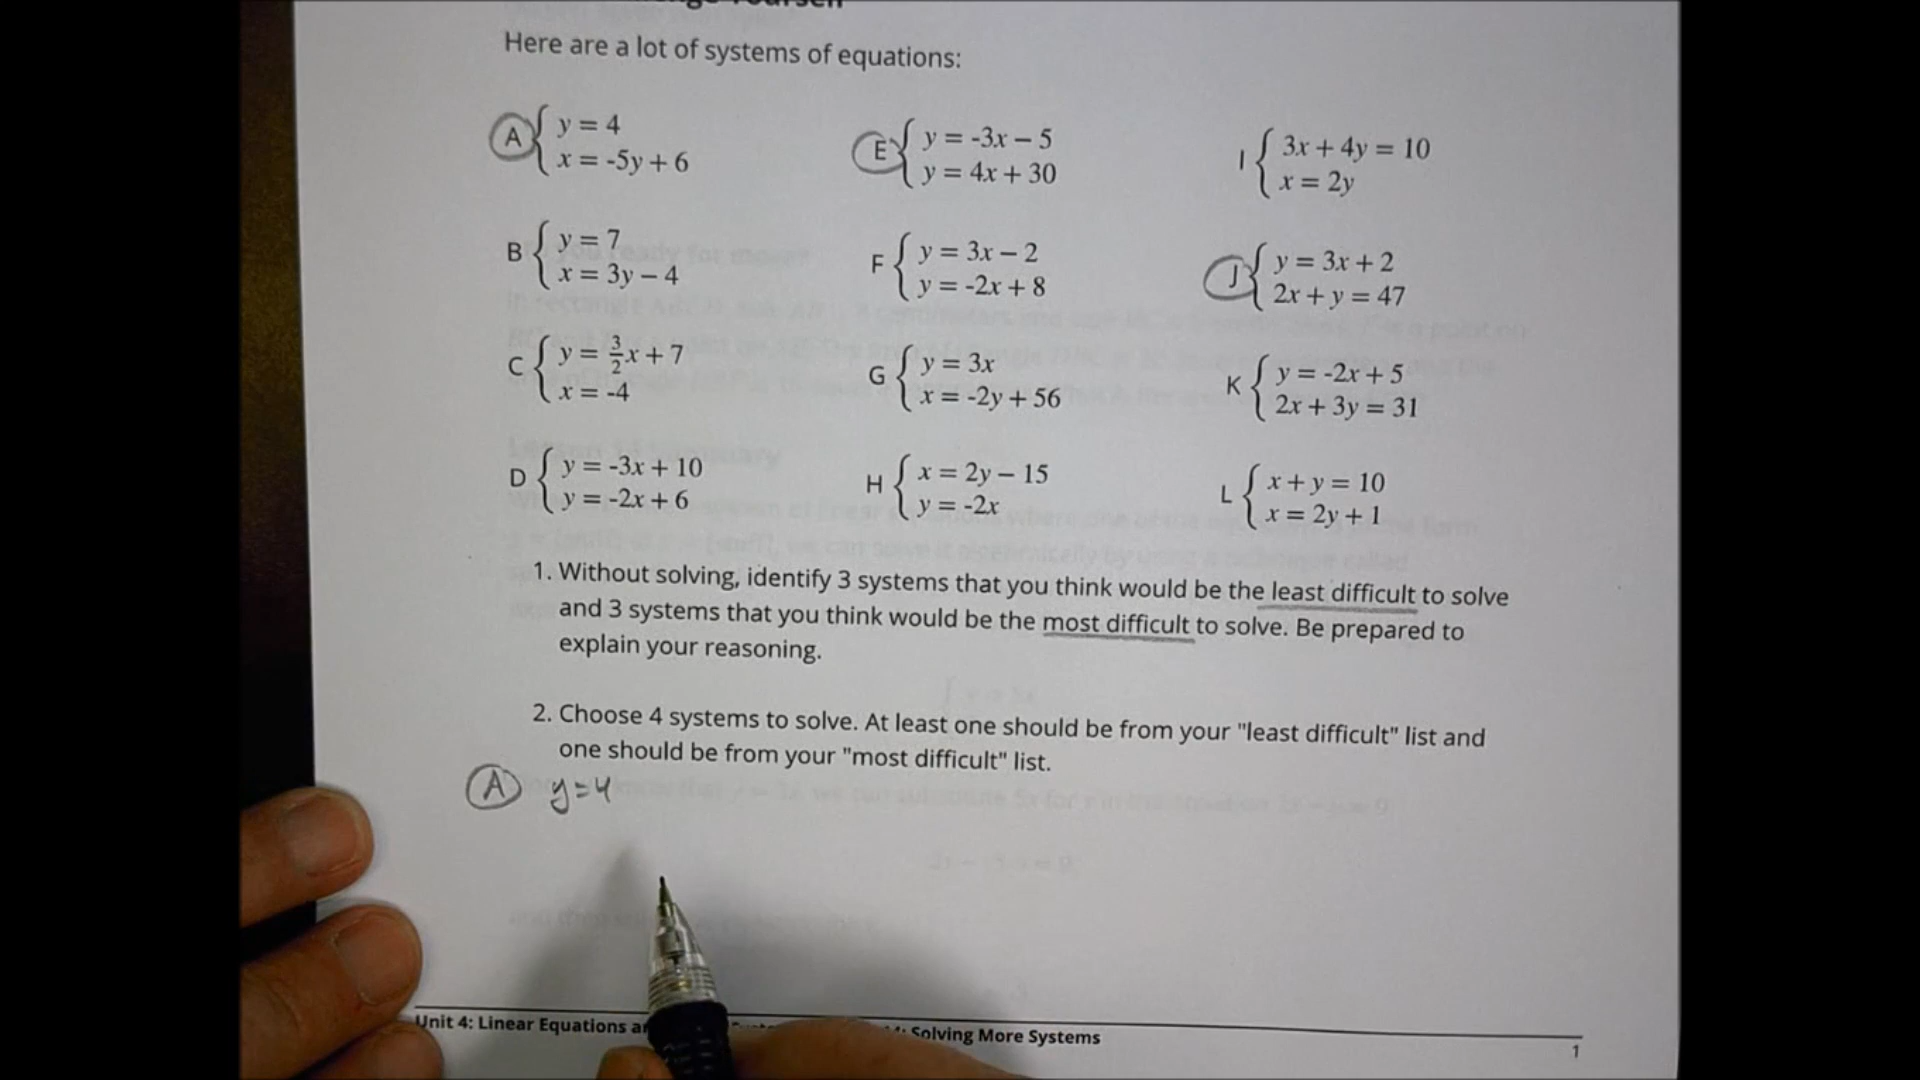 Here are a lot of systems of equations:
A { y = 4
x = -5y + 6
E { y = -3x – 5
y = 4x + 30
I { 3x + 4y = 10
x = 2y
B { y = 7
x = 3y – 4
F { y = 3x – 2
y = -2x + 8
J { y = 3x + 2
2x + y = 47
C { y = 3/2 x + 7
x = -4
G { y = 3x
x = -2y + 56
K { y = -2x + 5
2x + 3y = 31
D { y = -3x + 10
y = -2x + 6
H { x = 2y – 15
y = -2x
L { x + y = 10
x = 2y + 1
1. Without solving, identify 3 systems that you think would be the least difficult to solve
and 3 systems that you think would be the most difficult to solve. Be prepared to
explain your reasoning.
2. Choose 4 systems to solve. At least one should be from your "least difficult" list and
one should be from your "most difficult" list.
A y=4
Unit 4: Linear Equations Solving More Systems
1